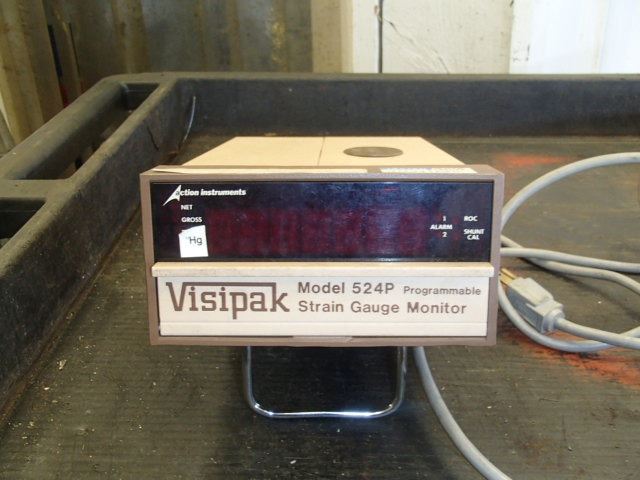 Action instruments
NET
GROSS
"Hg
1
ALARM
2
ROC
SHUNT
CAL
Visipak
Model 524P Programmable
Strain Gauge Monitor